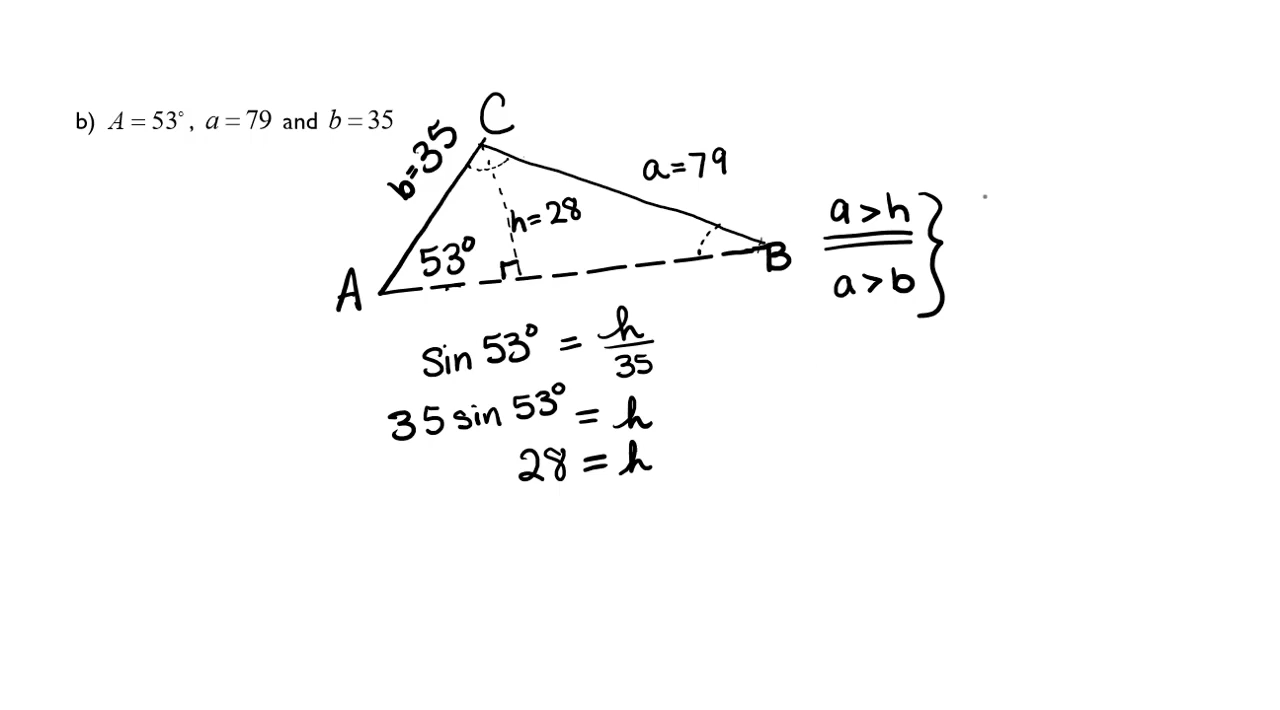 b) A = 53°, a = 79 and b = 35
C
b = 35
a = 79
h = 28
53°
A
B
a > h
a > b
sin 53° = h/35
35 sin 53° = h
28 = h